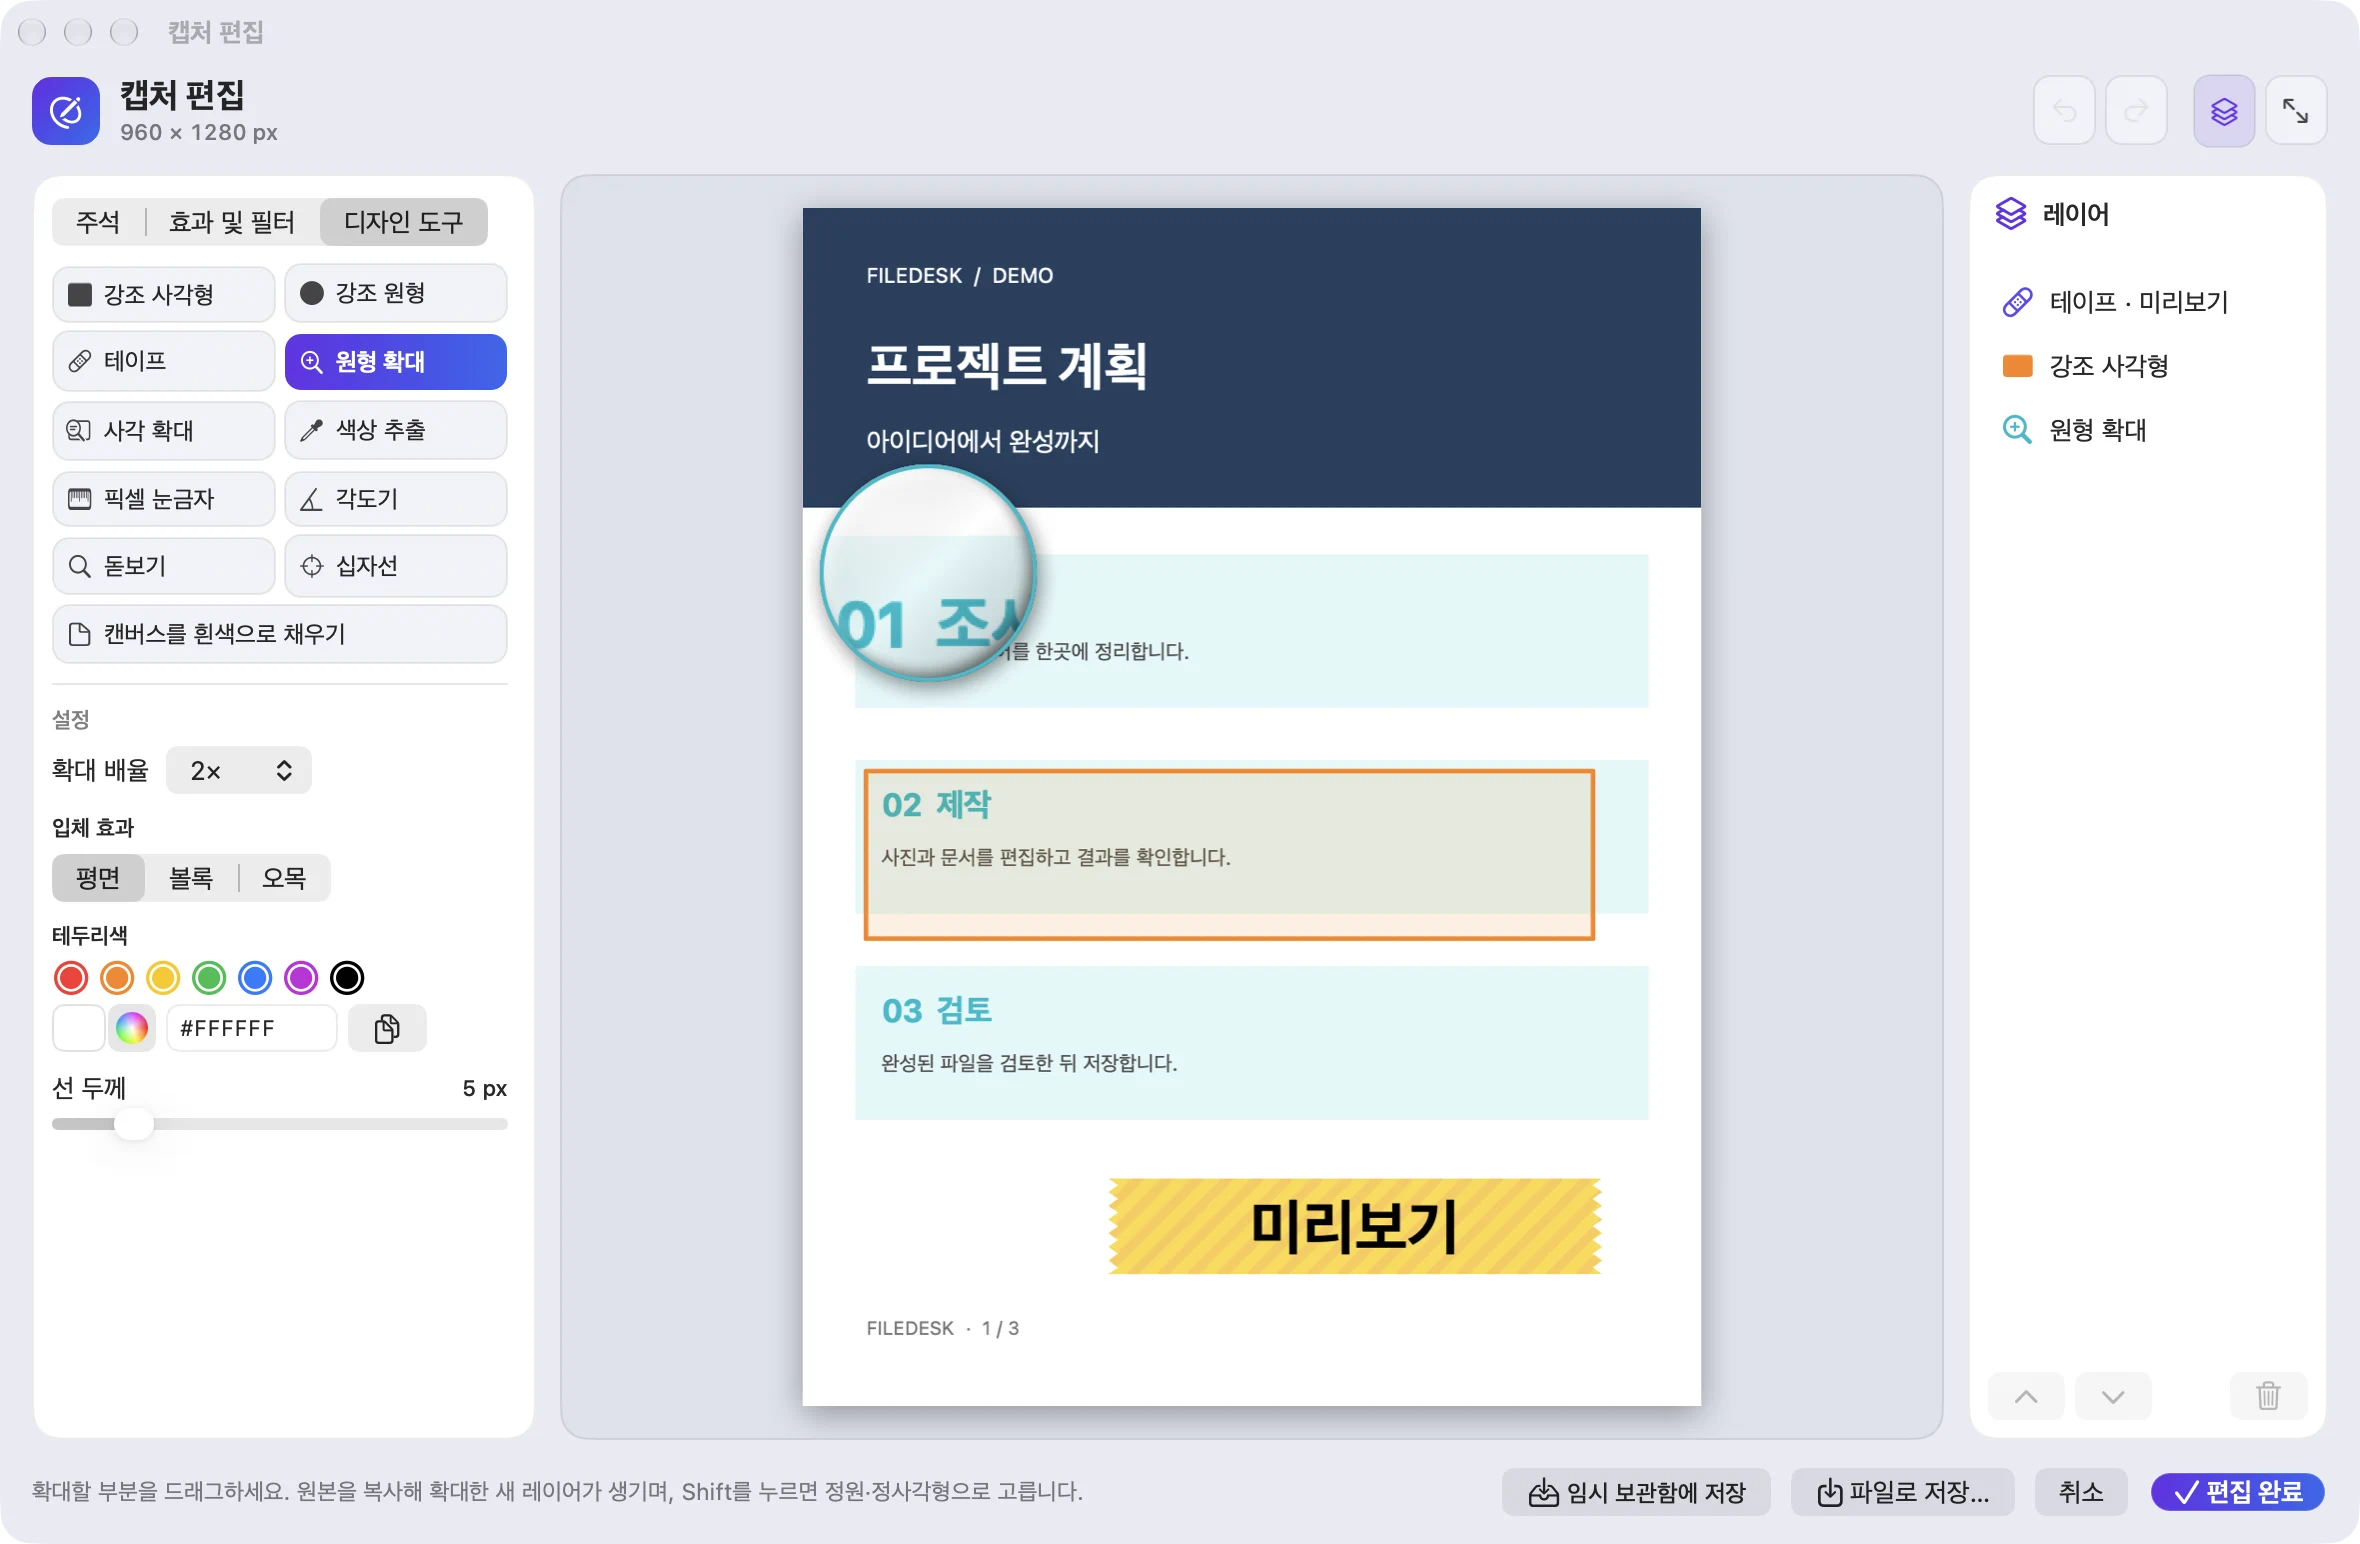 캡처 편집
캡처 편집
960 × 1280 px
주석
효과 및 필터
디자인 도구
강조 사각형
강조 원형
테이프
원형 확대
사각 확대
색상 추출
픽셀 눈금자
각도기
돋보기
십자선
캔버스를 흰색으로 채우기
설정
확대 배율
2×
입체 효과
평면
볼록
오목
테두리색
#FFFFFF
선 두께
5 px
FILEDESK / DEMO
프로젝트 계획
아이디어에서 완성까지
01 조
를 한곳에 정리합니다.
02 제작
사진과 문서를 편집하고 결과를 확인합니다.
03 검토
완성된 파일을 검토한 뒤 저장합니다.
미리보기
FILEDESK · 1 / 3
레이어
테이프 · 미리보기
강조 사각형
원형 확대
확대할 부분을 드래그하세요. 원본을 복사해 확대한 새 레이어가 생기며, Shift를 누르면 정원·정사각형으로 고릅니다.
임시 보관함에 저장
파일로 저장...
취소
편집 완료